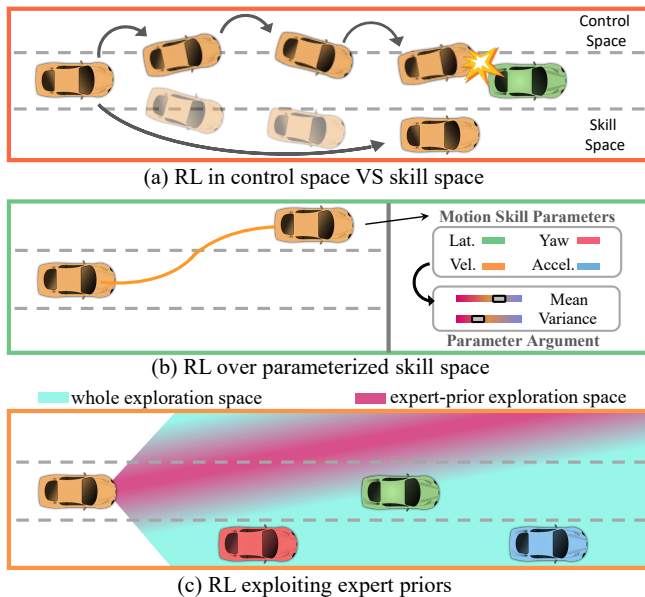 Control
Space
Skill
Space
(a) RL in control space VS skill space
Motion Skill Parameters
Lat. Yaw
Vel. Accel.
Mean
Variance
Parameter Argument
(b) RL over parameterized skill space
whole exploration space expert-prior exploration space
(c) RL exploiting expert priors